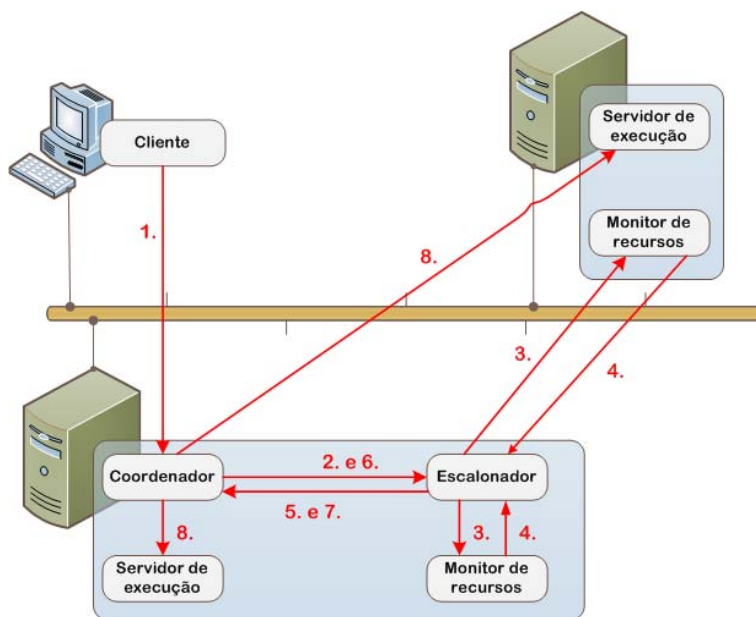 Servidor de
execução
Cliente
1.
Monitor de
recursos
8.
3.
4.
Coordenador
2. e 6.
Escalonador
5. e 7.
8.
3.
4.
Servidor de
execução
Monitor de
recursos